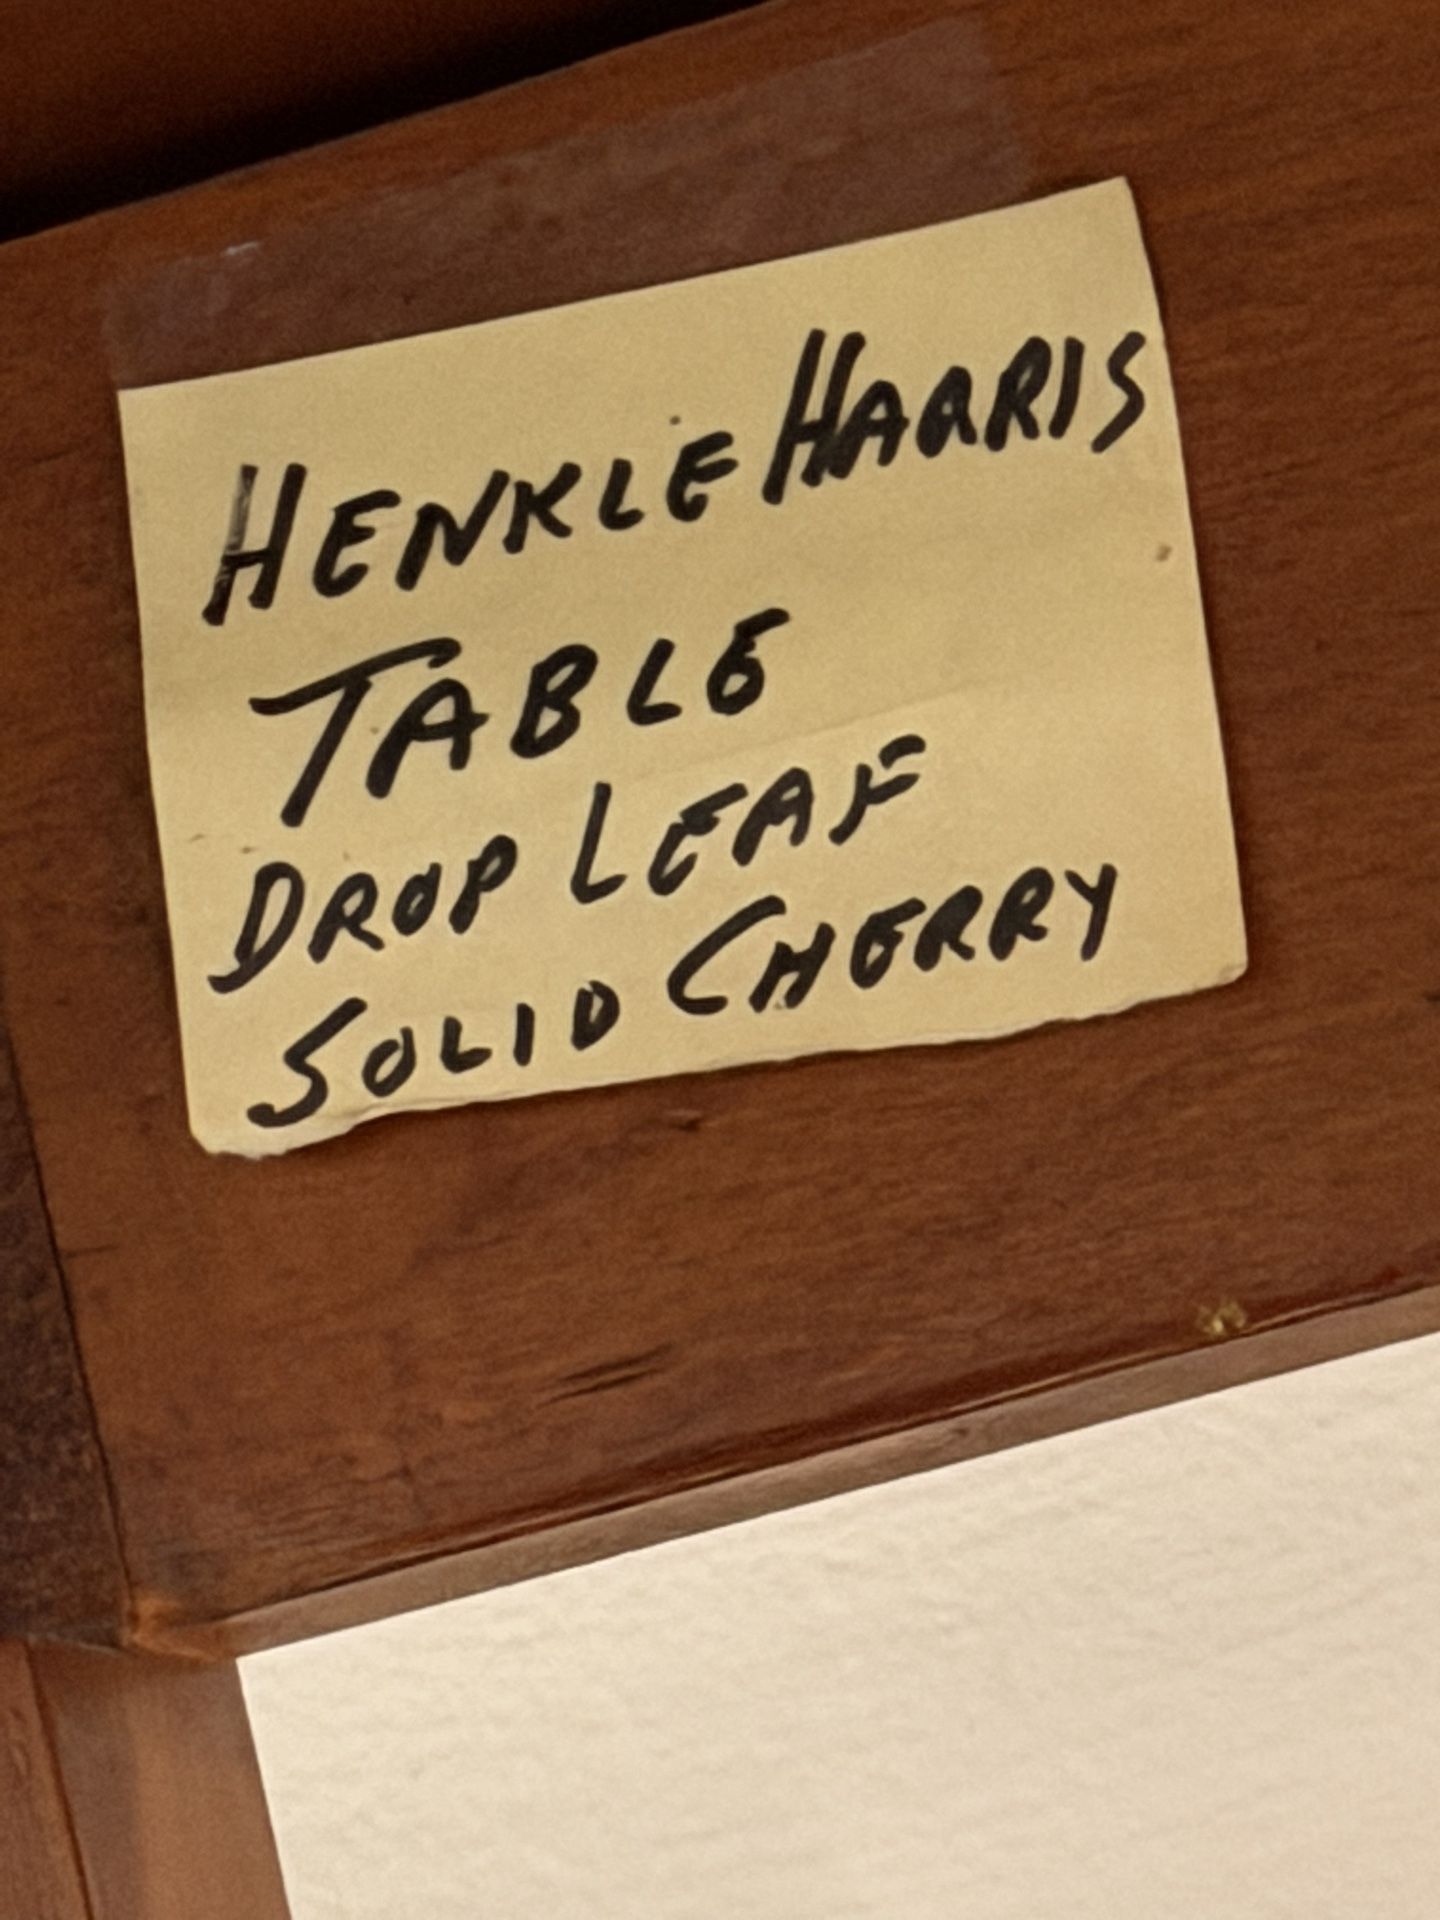 HENKLE HARRIS
TABLE
DROP LEAF
SOLID CHERRY